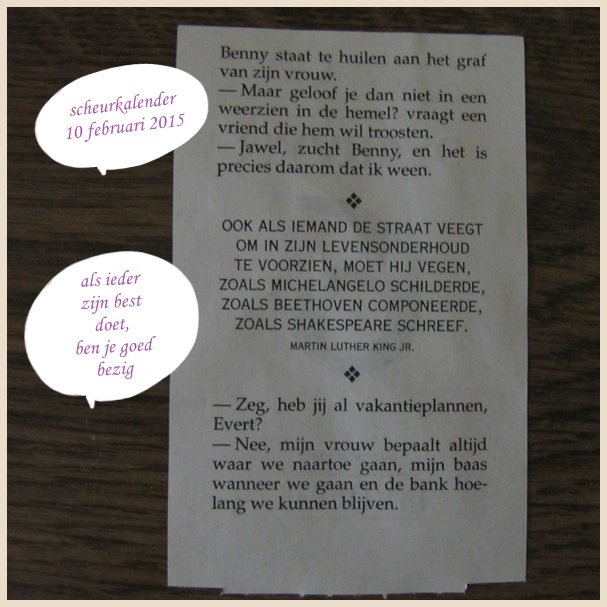 scheurkalender
10 februari 2015
als ieder
zijn best
doet,
ben je goed
bezig
Benny staat te huilen aan het graf
van zijn vrouw.
— Maar geloof je dan niet in een
weerzien in de hemel? vraagt een
vriend die hem wil troosten.
— Jawel, zucht Benny, en het is
precies daarom dat ik ween.
OOK ALS IEMAND DE STRAAT VEEGT
OM IN ZIJN LEVENSONDERHOUD
TE VOORZIEN, MOET HIJ VEGEN,
ZOALS MICHELANGELO SCHILDERDE,
ZOALS BEETHOVEN COMPONEERDE,
ZOALS SHAKESPEARE SCHREEF.
MARTIN LUTHER KING JR.
— Zeg, heb jij al vakantieplannen,
Evert?
— Nee, mijn vrouw bepaalt altijd
waar we naartoe gaan, mijn baas
wanneer we gaan en de bank hoe-
lang we kunnen blijven.